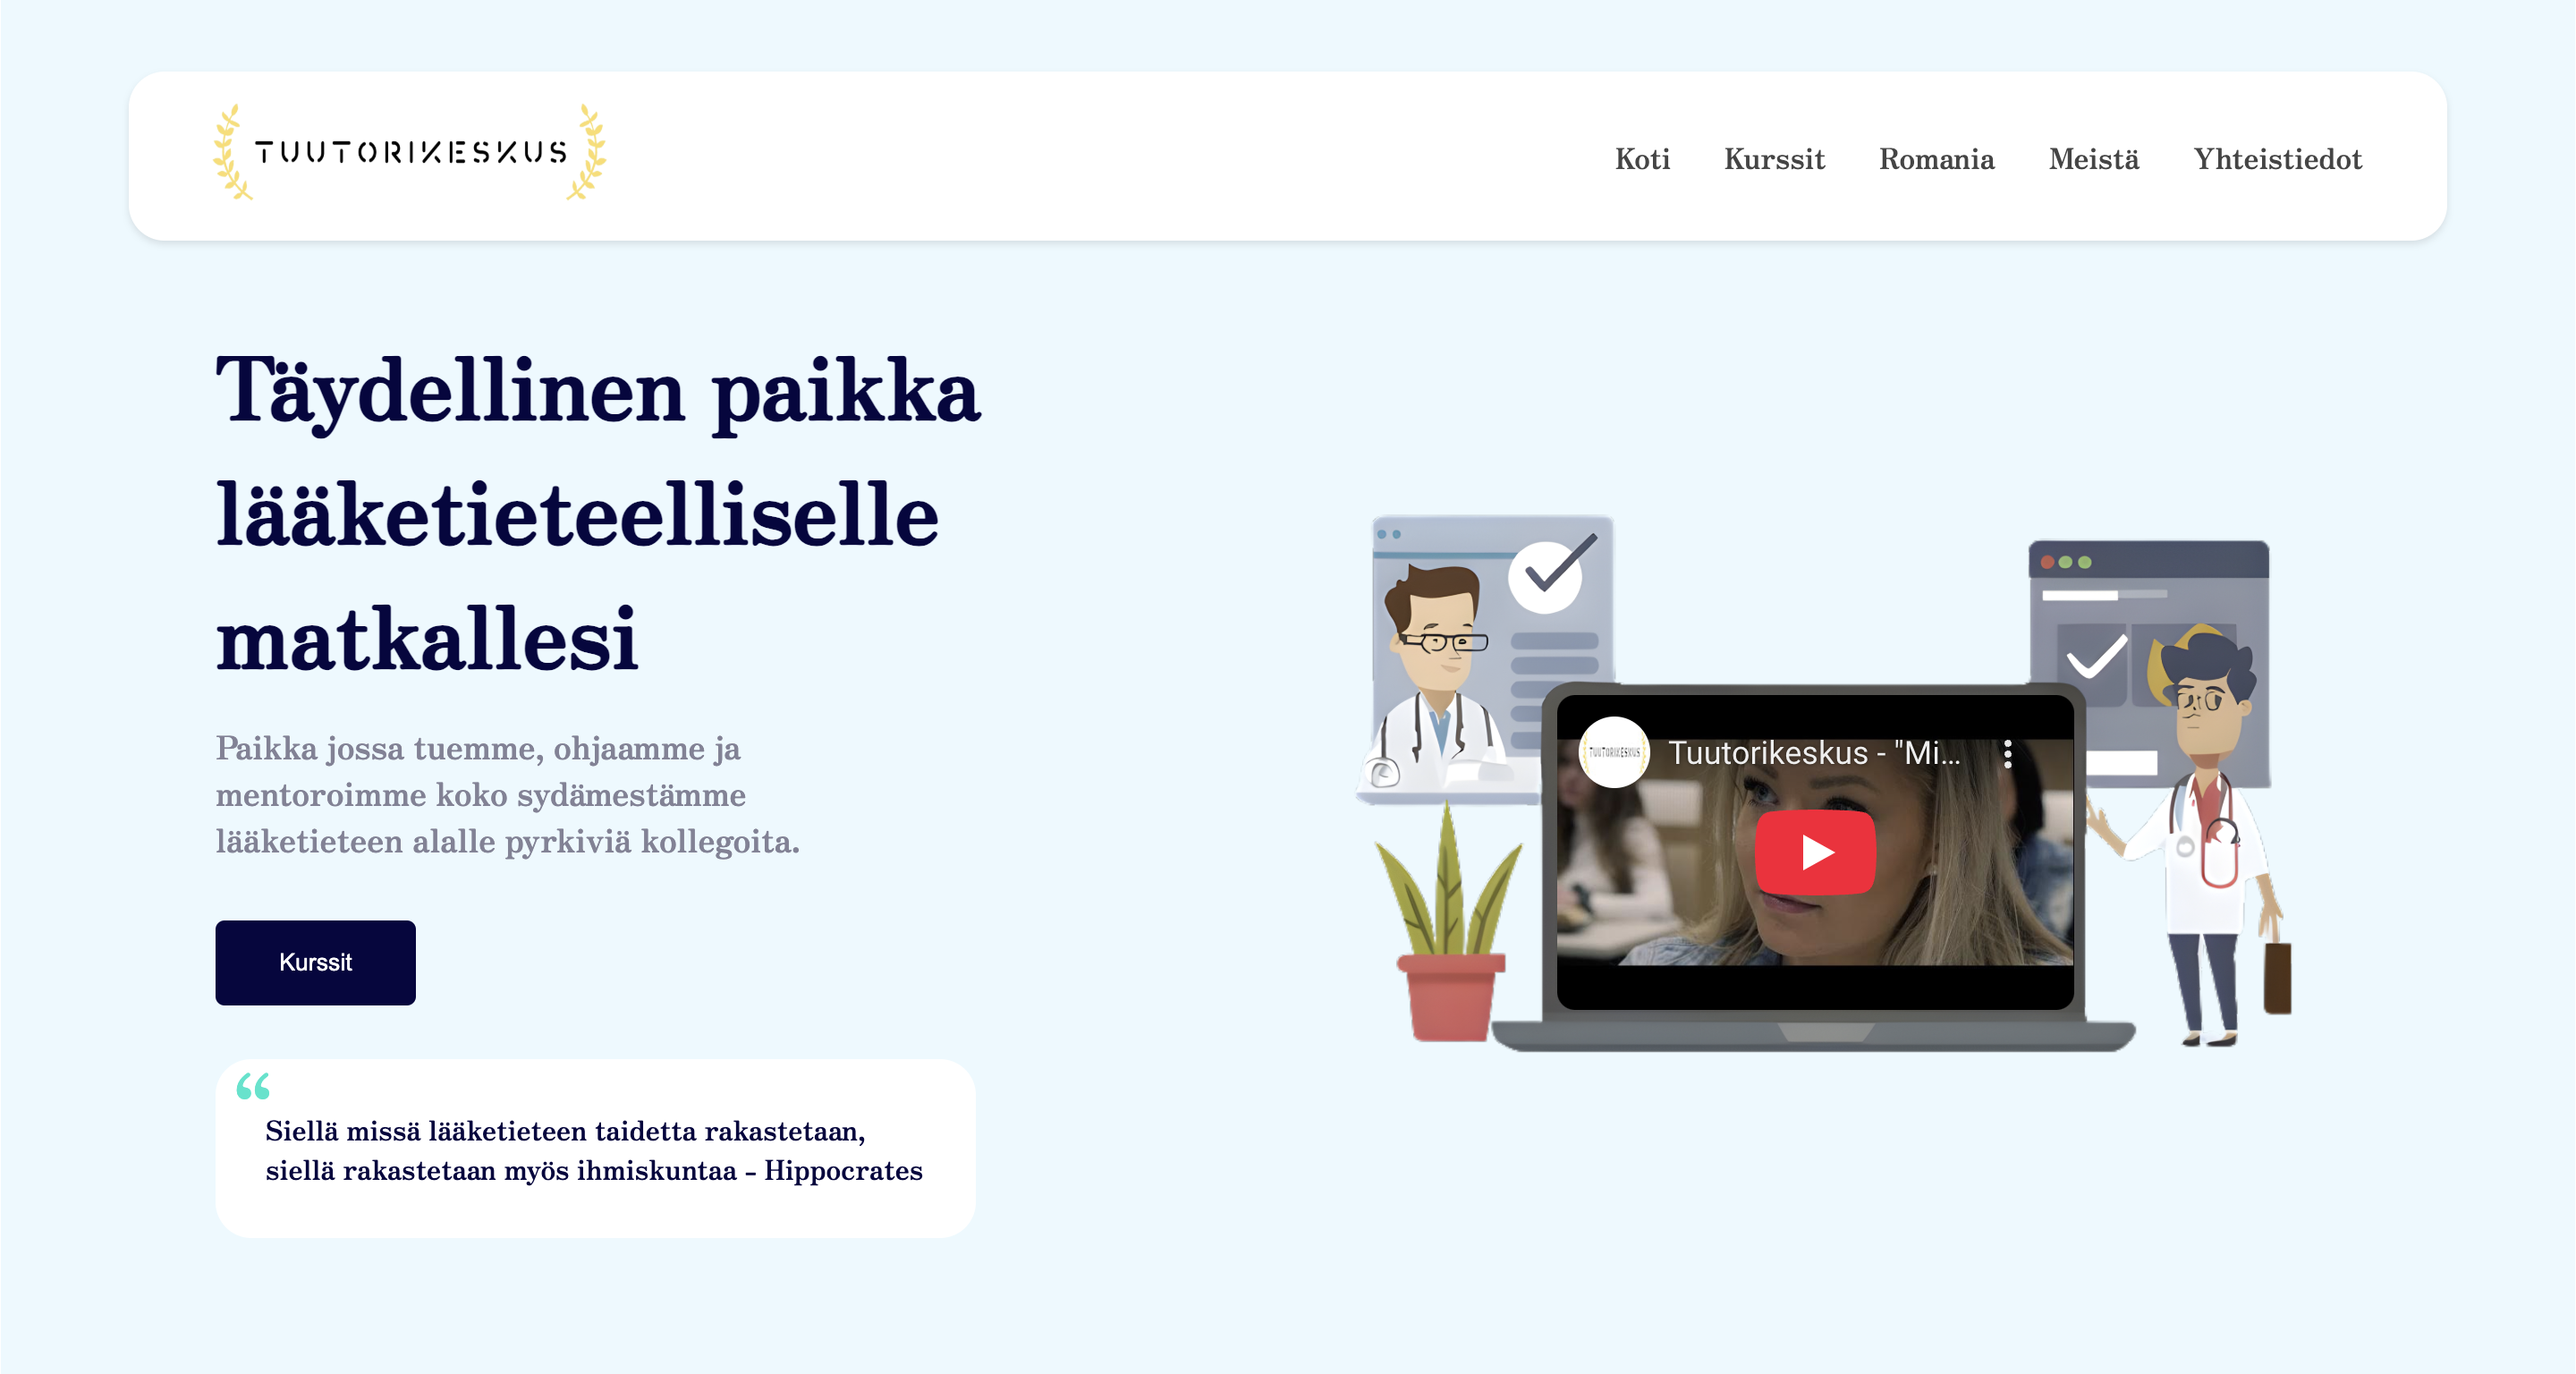 TUUTORIKESKUS
Koti Kurssit Romania Meistä Yhteistiedot
Täydellinen paikka
lääketieteelliselle
matkallesi
Paikka jossa tuemme, ohjaamme ja
mentoroimme koko sydämestämme
lääketieteen alalle pyrkiviä kollegoita.
Kurssit
“
Siellä missä lääketieteen taidetta rakastetaan,
siellä rakastetaan myös ihmiskuntaa - Hippocrates
TUUTORIKESKUS
Tuutorikeskus - "Mi...